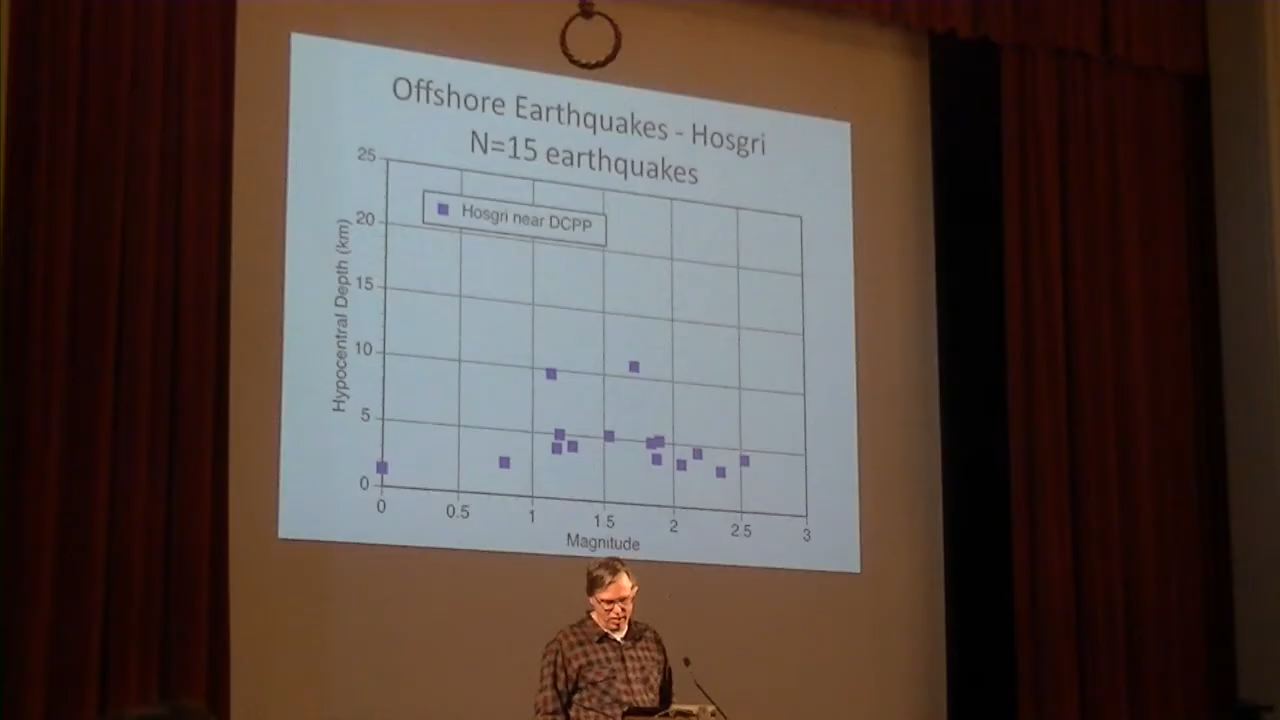 Offshore Earthquakes - Hosgri
N=15 earthquakes
Hosgri near DCPP
Hypocentral Depth (km)
25
20
15
10
5
0
0 0.5 1 1.5 2 2.5 3
Magnitude